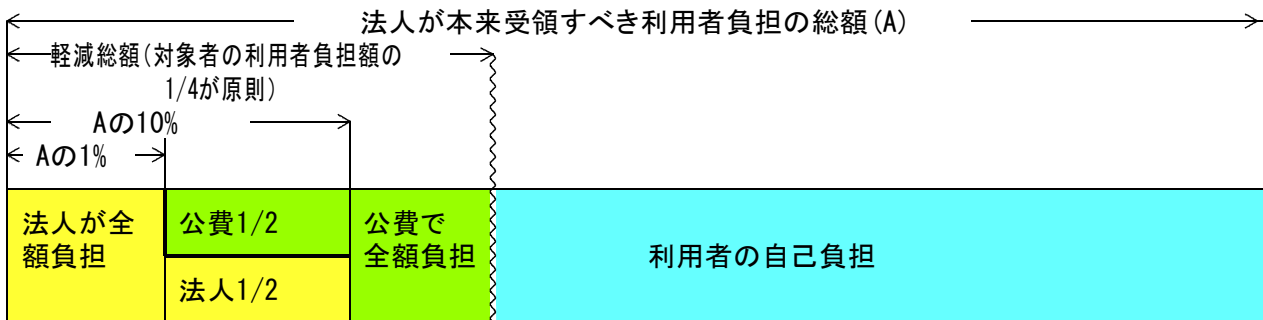 法人が本来受領すべき利用者負担の総額(A)
軽減総額(対象者の利用者負担額の
1/4が原則)
Aの10%
Aの1%
法人が全
額負担
公費1/2
法人1/2
公費で
全額負担
利用者の自己負担